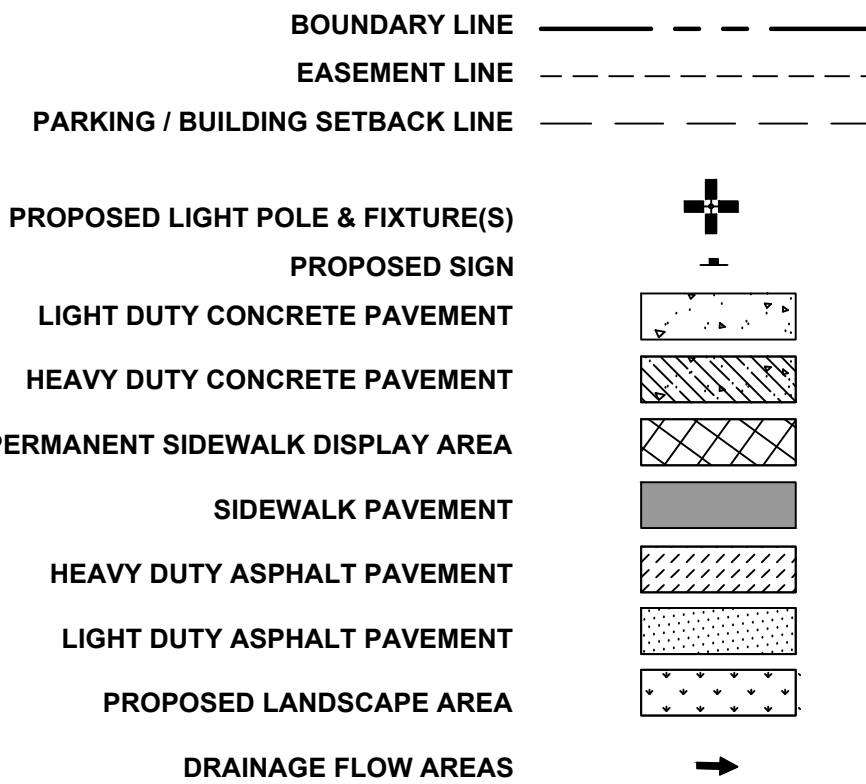 BOUNDARY LINE
EASEMENT LINE
PARKING / BUILDING SETBACK LINE
PROPOSED LIGHT POLE & FIXTURE(S)
PROPOSED SIGN
LIGHT DUTY CONCRETE PAVEMENT
HEAVY DUTY CONCRETE PAVEMENT
PERMANENT SIDEWALK DISPLAY AREA
SIDEWALK PAVEMENT
HEAVY DUTY ASPHALT PAVEMENT
LIGHT DUTY ASPHALT PAVEMENT
PROPOSED LANDSCAPE AREA
DRAINAGE FLOW AREAS